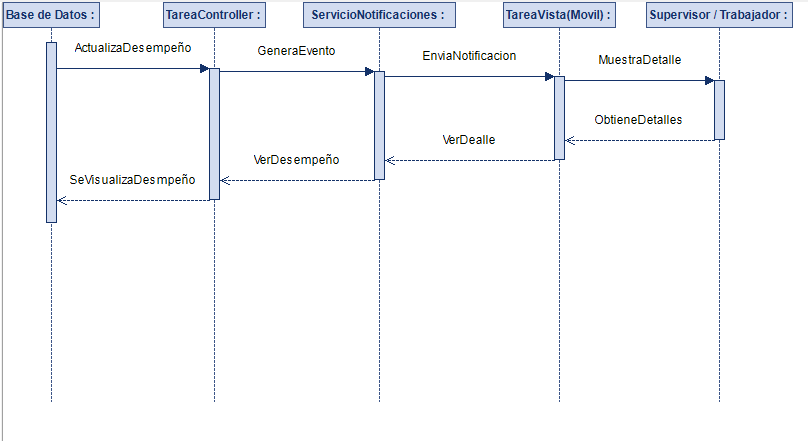 Base de Datos :
TareaController :
ServicioNotificaciones :
TareaVista(Movil) :
Supervisor / Trabajador :
ActualizaDesempeño
GeneraEvento
EnviaNotificacion
MuestraDetalle
ObtieneDetalles
VerDealle
VerDesempeño
SeVisualizaDesmpeño